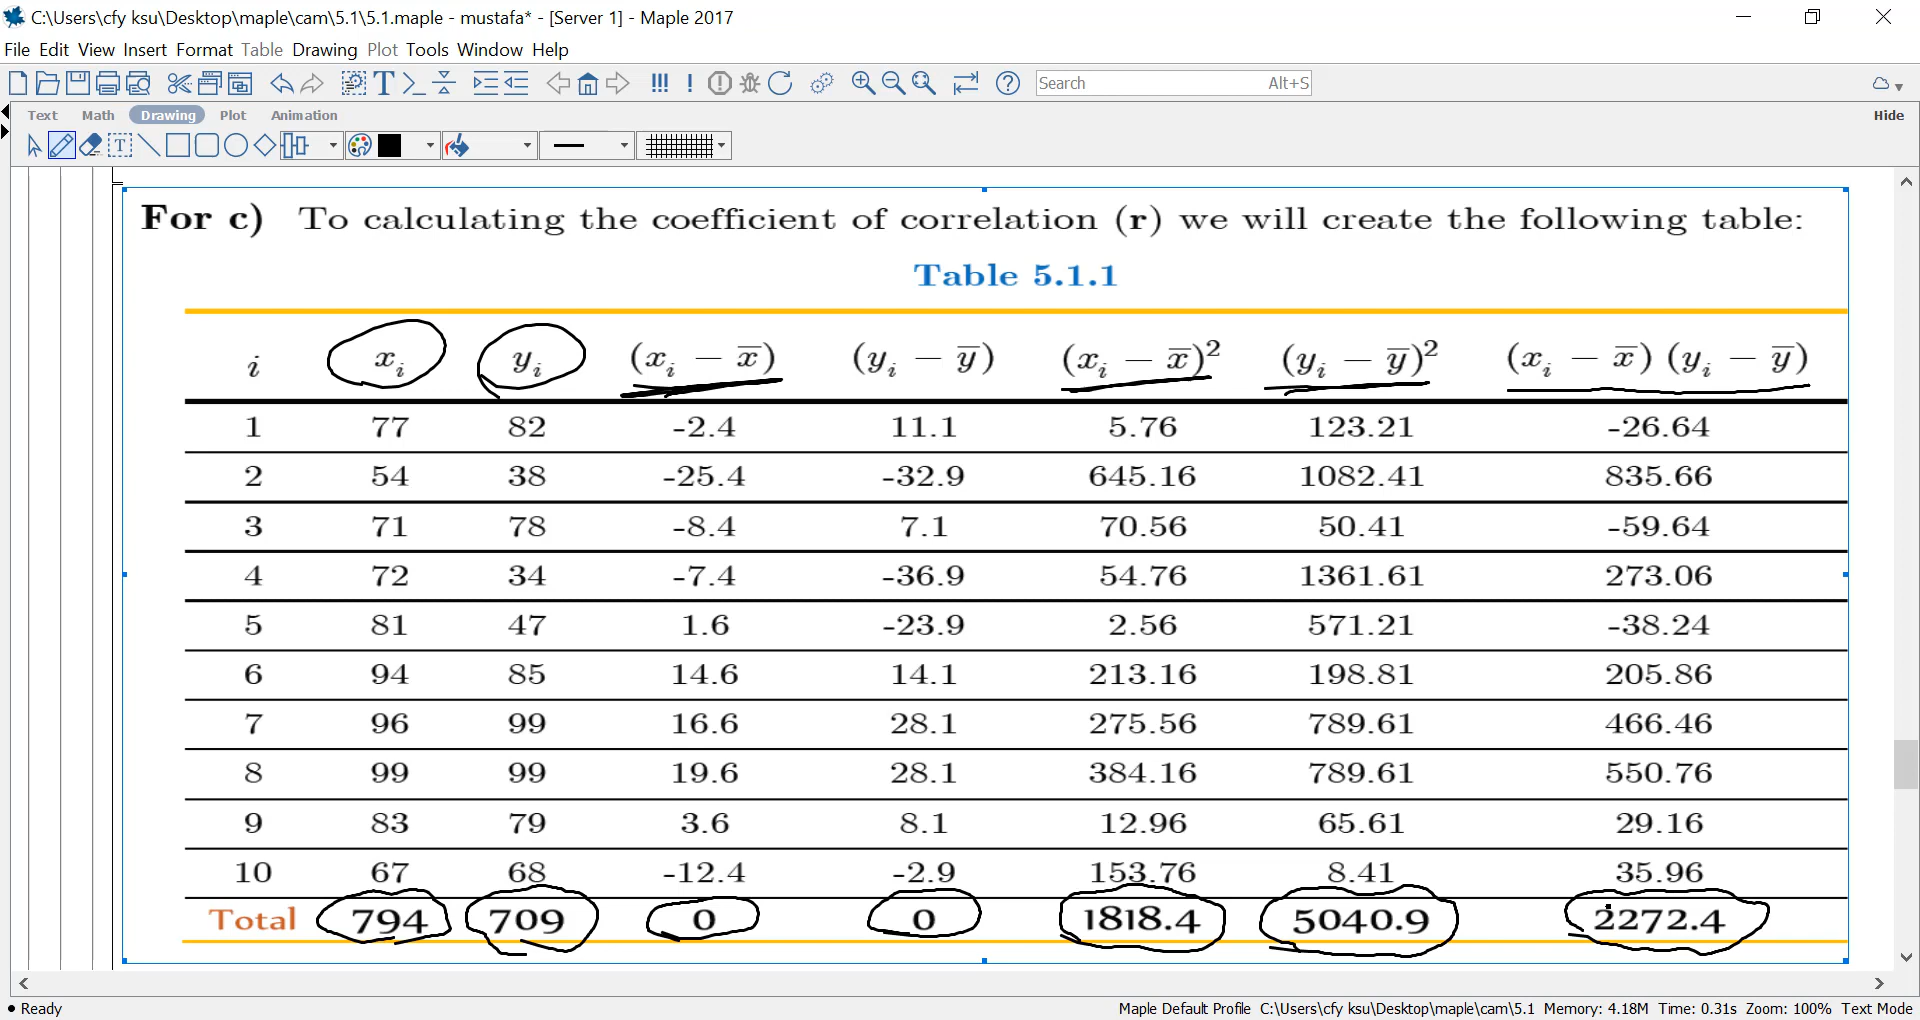 C:\Users\cfy ksu\Desktop\maple\cam\5.1\5.1.maple - mustafa* - [Server 1] - Maple 2017
File Edit View Insert Format Table Drawing Plot Tools Window Help
Search Alt+S
Text Math Drawing Plot Animation Hide
For c) To calculating the coefficient of correlation (r) we will create the following table:
Table 5.1.1
i xᵢ yᵢ (xᵢ − x̅) (yᵢ − y̅) (xᵢ − x̅)² (yᵢ − y̅)² (xᵢ − x̅) (yᵢ − y̅)
1 77 82 -2.4 11.1 5.76 123.21 -26.64
2 54 38 -25.4 -32.9 645.16 1082.41 835.66
3 71 78 -8.4 7.1 70.56 50.41 -59.64
4 72 34 -7.4 -36.9 54.76 1361.61 273.06
5 81 47 1.6 -23.9 2.56 571.21 -38.24
6 94 85 14.6 14.1 213.16 198.81 205.86
7 96 99 16.6 28.1 275.56 789.61 466.46
8 99 99 19.6 28.1 384.16 789.61 550.76
9 83 79 3.6 8.1 12.96 65.61 29.16
10 67 68 -12.4 -2.9 153.76 8.41 35.96
Total 794 709 0 0 1818.4 5040.9 2272.4
Ready Maple Default Profile C:\Users\cfy ksu\Desktop\maple\cam\5.1 Memory: 4.18M Time: 0.31s Zoom: 100% Text Mode